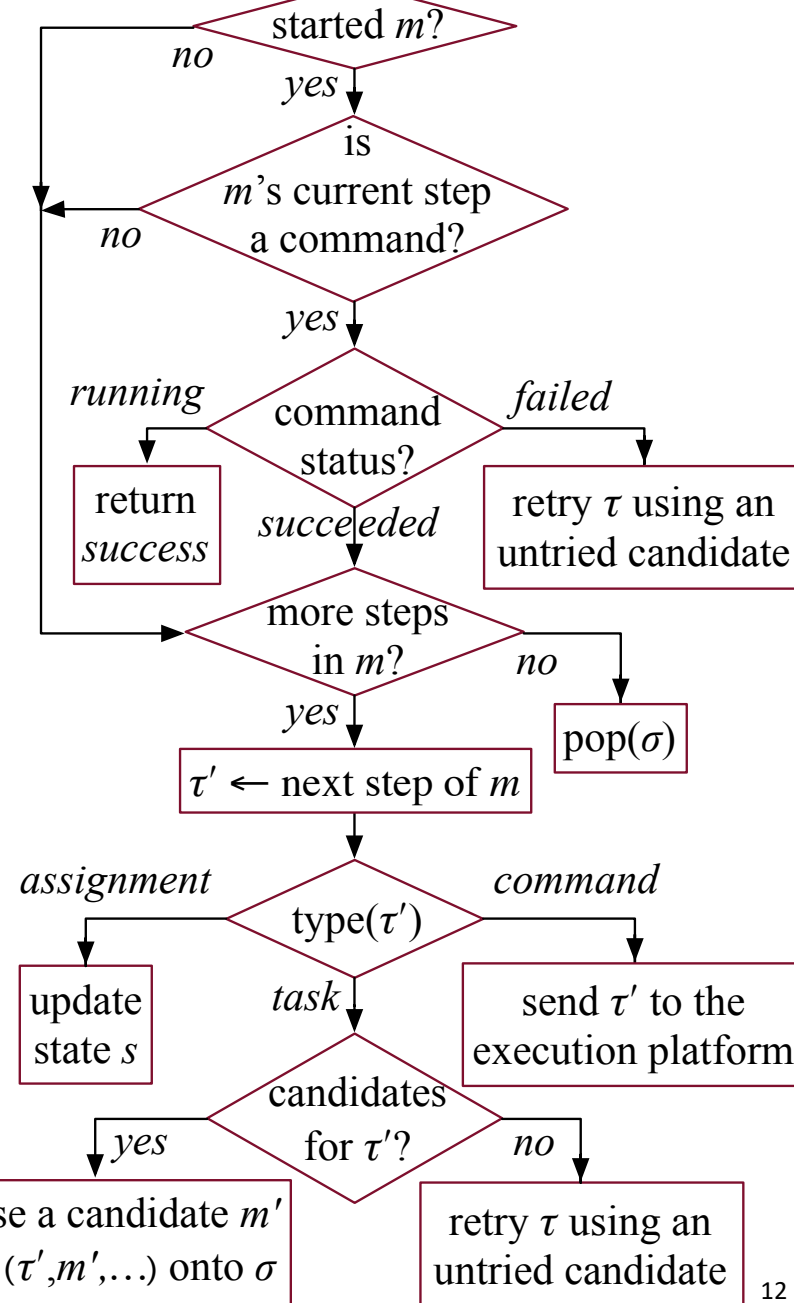 started m?
no
yes
is
m's current step
a command?
no
yes
running
failed
command
status?
return
success
succeeded
retry τ using an
untried candidate
more steps
in m?
no
yes
pop(σ)
τ′ ← next step of m
assignment
command
type(τ′)
update
state s
task
send τ′ to the
execution platform
candidates
for τ′?
yes
no
se a candidate m′
(τ′,m′,…) onto σ
retry τ using an
untried candidate
12